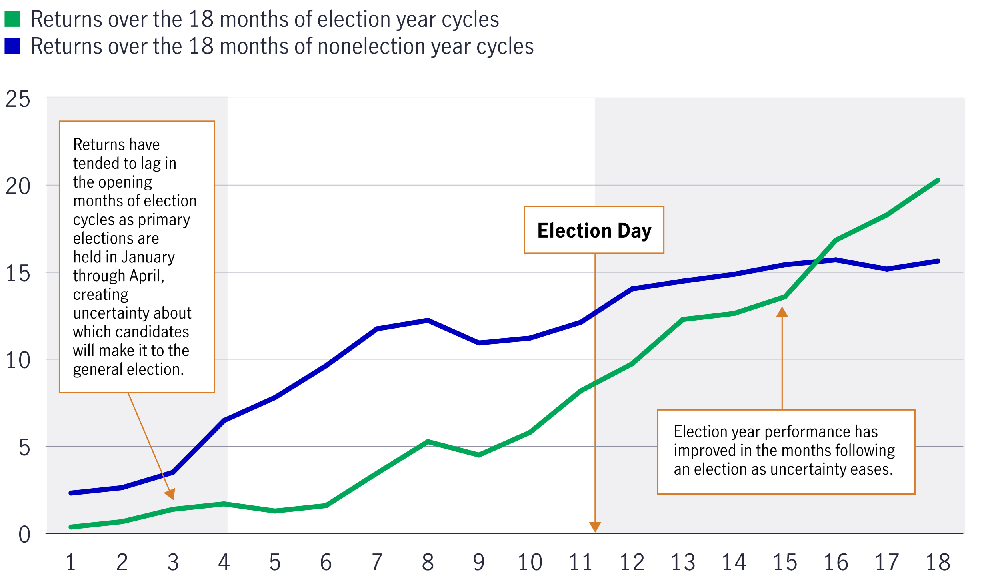 Returns over the 18 months of election year cycles
Returns over the 18 months of nonelection year cycles
25
20
15
10
5
0
Returns have
tended to lag in
the opening
months of election
cycles as primary
elections are
held in January
through April,
creating
uncertainty about
which candidates
will make it to the
general election.
Election Day
Election year performance has
improved in the months following
an election as uncertainty eases.
1 2 3 4 5 6 7 8 9 10 11 12 13 14 15 16 17 18